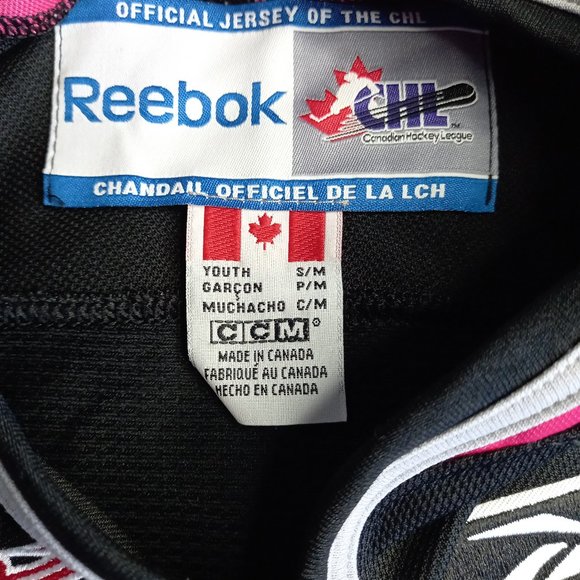 OFFICIAL JERSEY OF THE CHL
Reebok
CHL
Canadian Hockey League
CHANDAIL OFFICIEL DE LA LCH
YOUTH S/M
GARÇON P/M
MUCHACHO C/M
CCM
MADE IN CANADA
FABRIQUÉ AU CANADA
HECHO EN CANADA